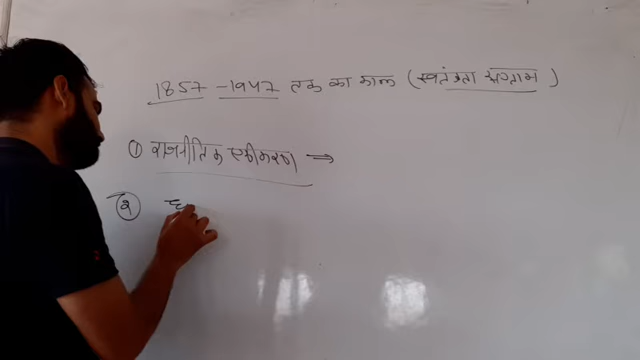 1857 - 1947 तक का काल (स्वतंत्रता संग्राम)
① राजनीतिक एकीकरण ⇒
②